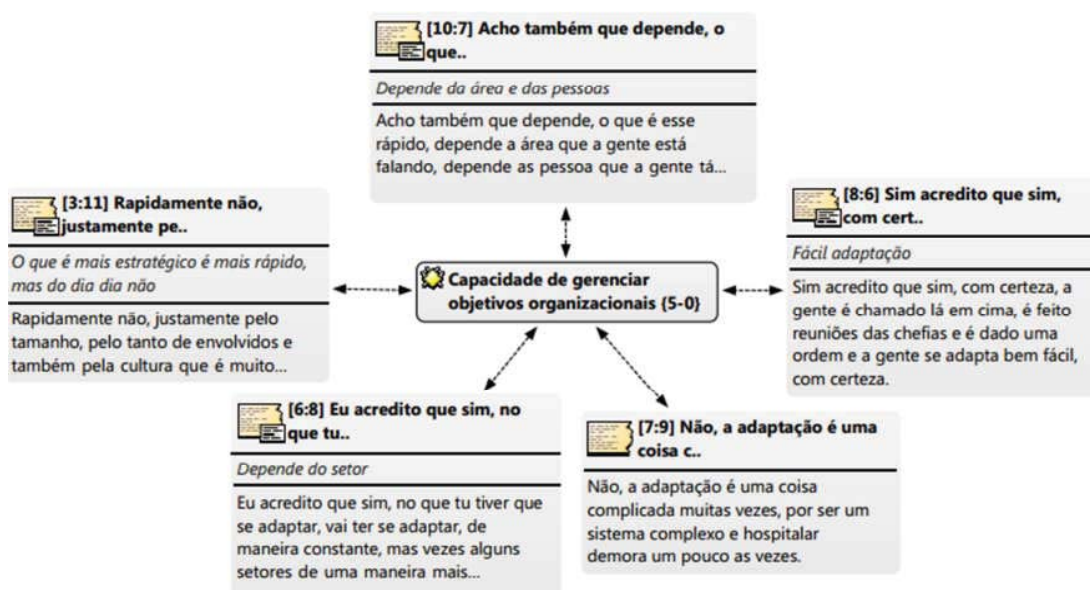 [10:7] Acho também que depende, o
que..
Depende da área e das pessoas
Acho também que depende, o que é esse
rápido, depende a área que a gente está
falando, depende as pessoa que a gente tá...
[3:11] Rapidamente não,
justamente pe..
O que é mais estratégico é mais rápido,
mas do dia dia não
Rapidamente não, justamente pelo
tamanho, pelo tanto de envolvidos e
também pela cultura que é muito...
Capacidade de gerenciar
objetivos organizacionais {5-0}
[8:6] Sim acredito que sim,
com cert..
Fácil adaptação
Sim acredito que sim, com certeza, a
gente é chamado lá em cima, é feito
reuniões das chefias e é dado uma
ordem e a gente se adapta bem fácil,
com certeza.
[6:8] Eu acredito que sim, no
que tu..
Depende do setor
Eu acredito que sim, no que tu tiver que
se adaptar, vai ter se adaptar, de
maneira constante, mas vezes alguns
setores de uma maneira mais...
[7:9] Não, a adaptação é uma
coisa c..
Não, a adaptação é uma coisa
complicada muitas vezes, por ser um
sistema complexo e hospitalar
demora um pouco as vezes.